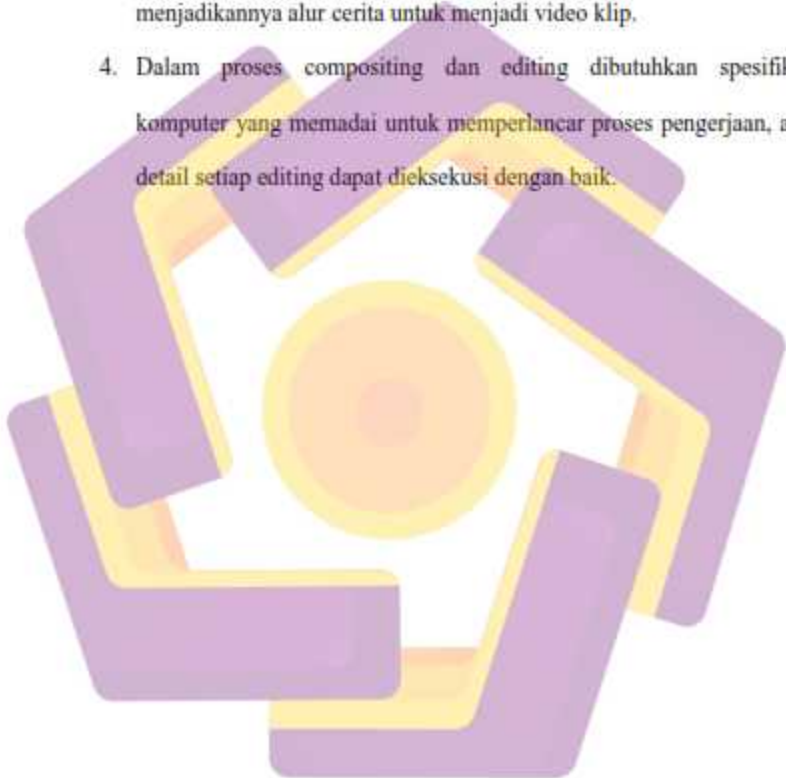 menjadikannya alur cerita untuk menjadi video klip.
4. Dalam proses compositing dan editing dibutuhkan spesifik
komputer yang memadai untuk memperlancar proses pengerjaan, a
detail setiap editing dapat dieksekusi dengan baik.